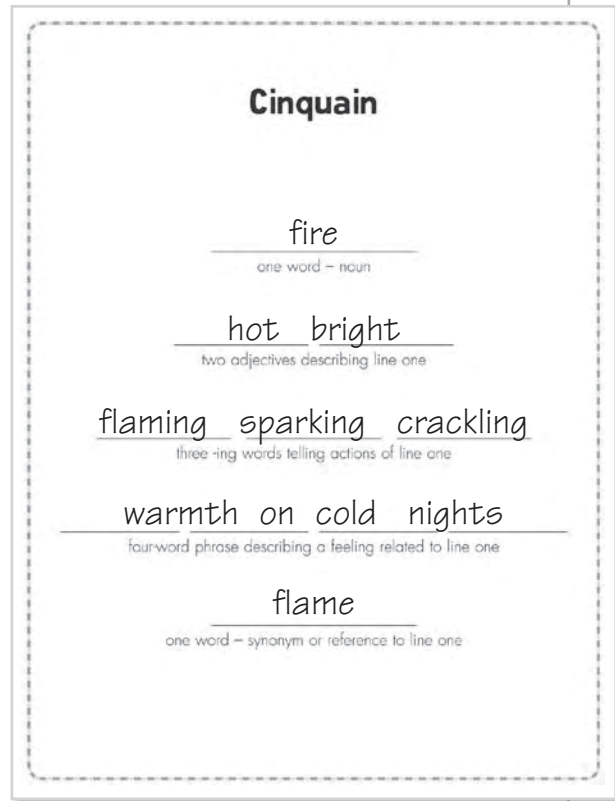 Cinquain
fire
one word – noun
hot bright
two adjectives describing line one
flaming sparking crackling
three -ing words telling actions of line one
warmth on cold nights
four-word phrase describing a feeling related to line one
flame
one word – synonym or reference to line one